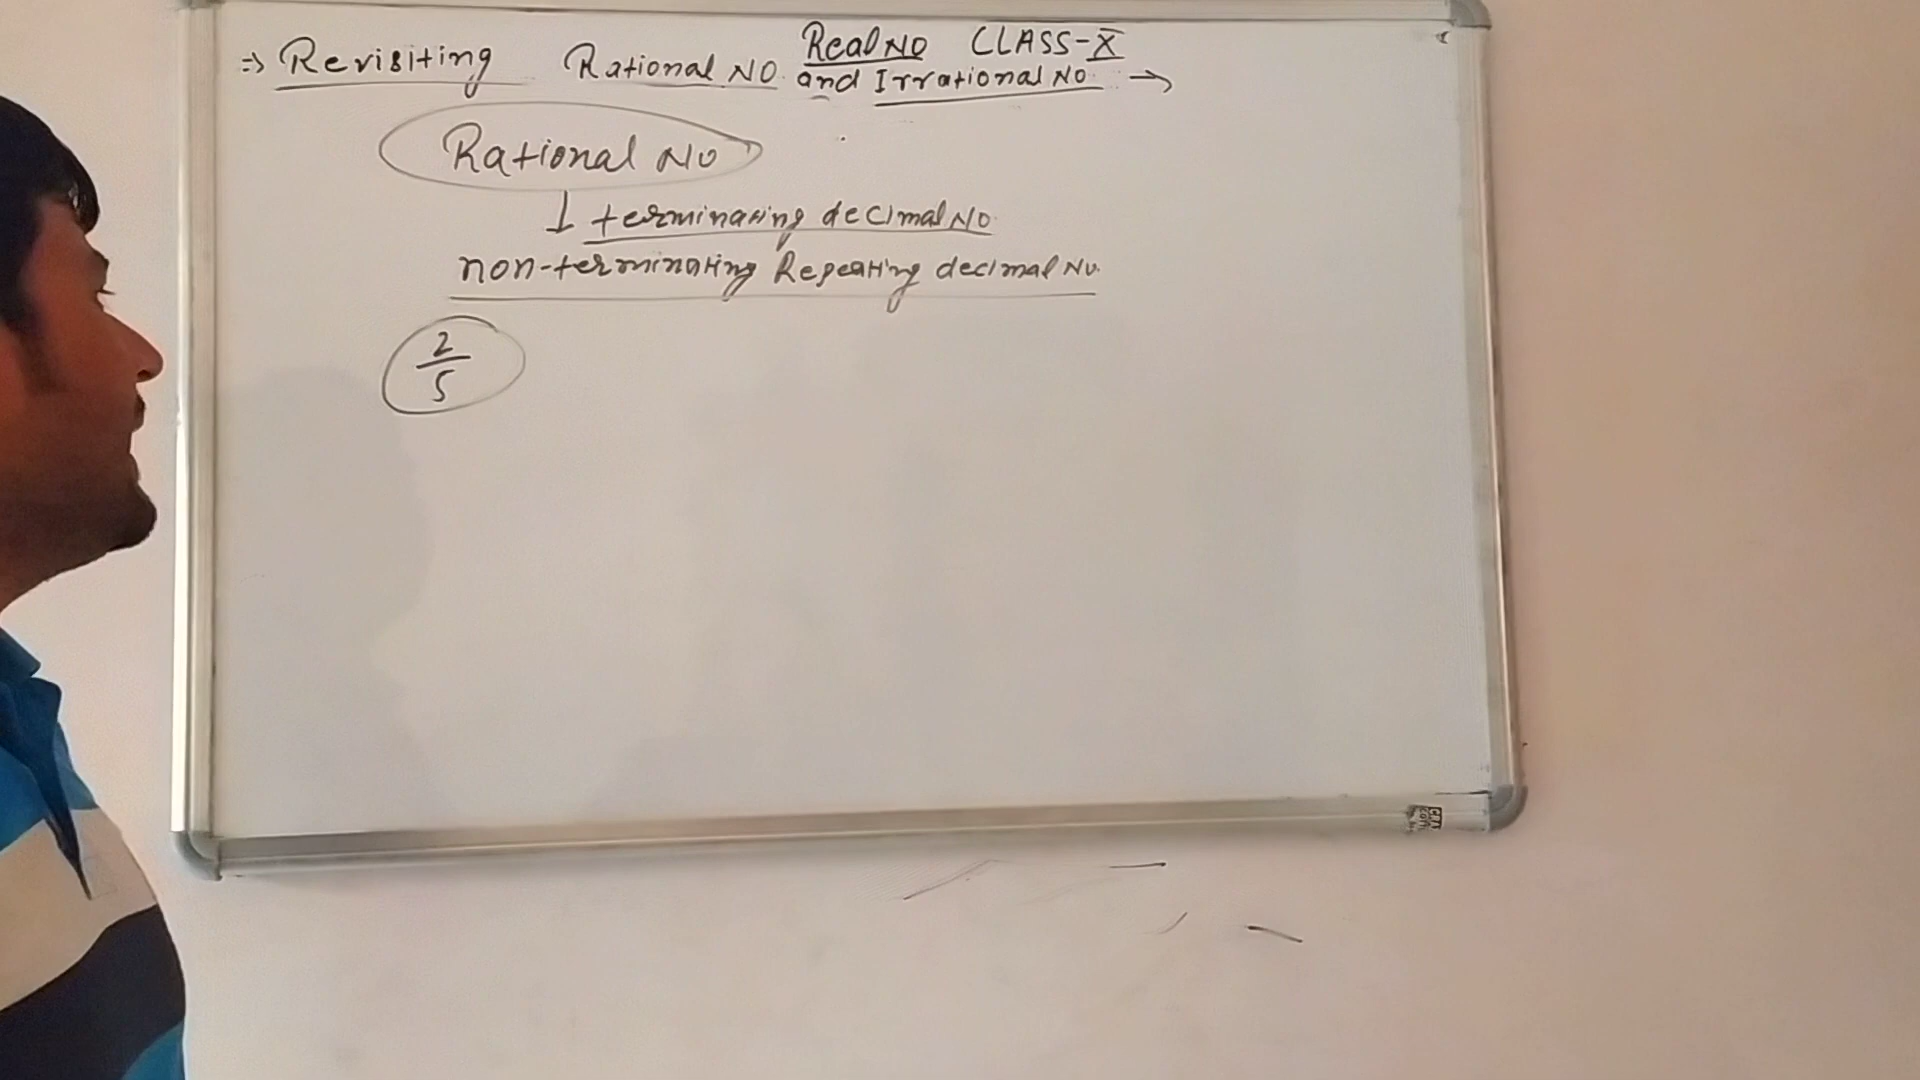 Real NO CLASS-X
⇒ Revisiting Rational NO. and Irrational No. →
Rational No
↓ terminating decimal No.
non-terminating Repeating decimal No.
2/5